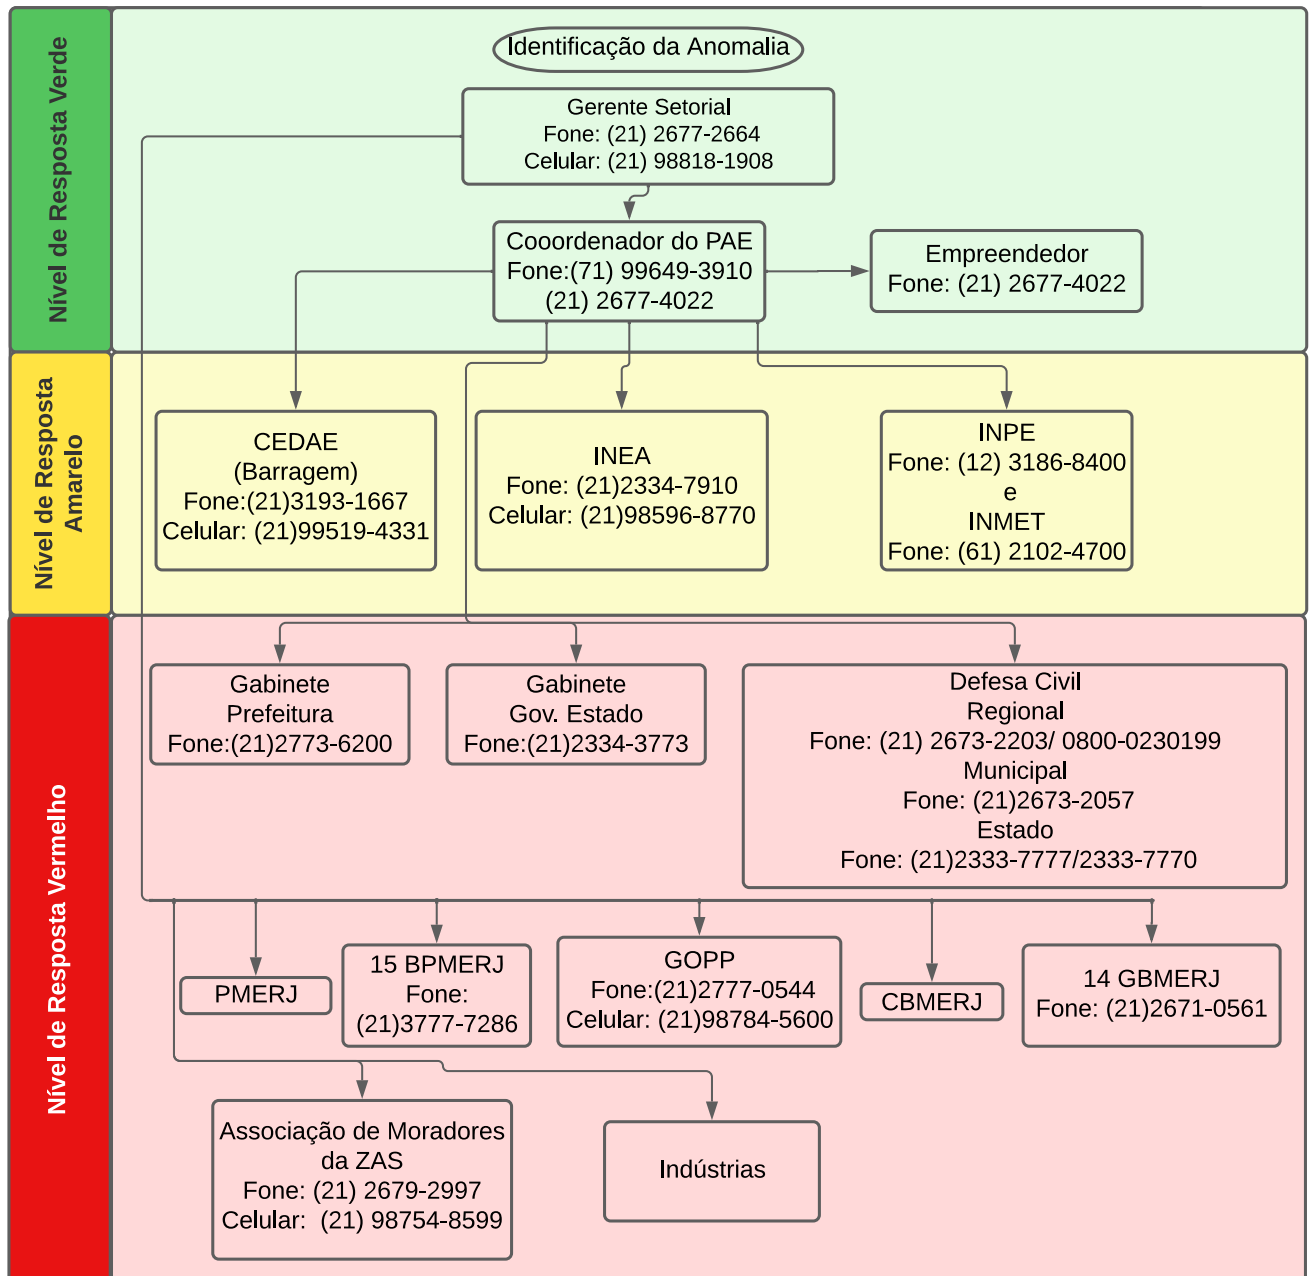 Nível de Resposta Verde
Identificação da Anomalia
Gerente Setorial
Fone: (21) 2677-2664
Celular: (21) 98818-1908
Cooordenador do PAE
Fone:(71) 99649-3910
(21) 2677-4022
Empreendedor
Fone: (21) 2677-4022
Nível de Resposta
Amarelo
CEDAE
(Barragem)
Fone:(21)3193-1667
Celular: (21)99519-4331
INEA
Fone: (21)2334-7910
Celular: (21)98596-8770
INPE
Fone: (12) 3186-8400
e
INMET
Fone: (61) 2102-4700
Nível de Resposta Vermelho
Gabinete
Prefeitura
Fone:(21)2773-6200
Gabinete
Gov. Estado
Fone:(21)2334-3773
Defesa Civil
Regional
Fone: (21) 2673-2203/ 0800-0230199
Municipal
Fone: (21)2673-2057
Estado
Fone: (21)2333-7777/2333-7770
PMERJ
15 BPMERJ
Fone:
(21)3777-7286
GOPP
Fone:(21)2777-0544
Celular: (21)98784-5600
CBMERJ
14 GBMERJ
Fone: (21)2671-0561
Associação de Moradores
da ZAS
Fone: (21) 2679-2997
Celular:  (21) 98754-8599
Indústrias